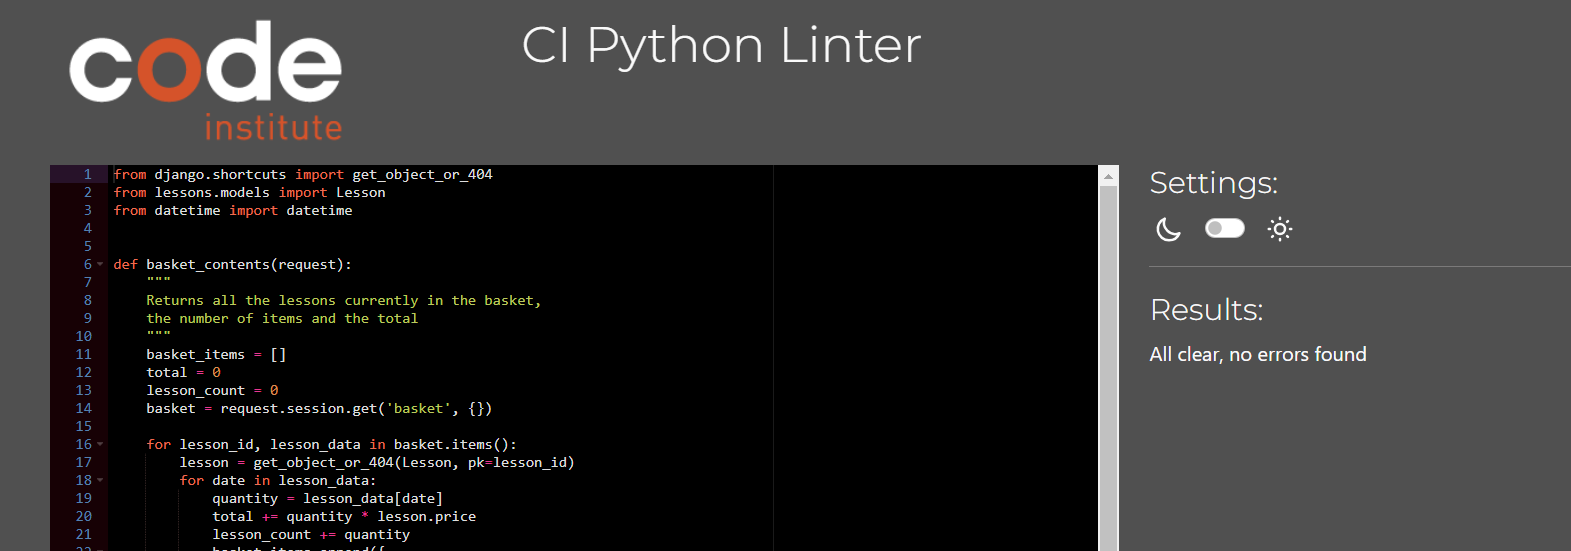 code
institute
CI Python Linter
1 from django.shortcuts import get_object_or_404
2 from lessons.models import Lesson
3 from datetime import datetime
4
5
6 def basket_contents(request):
7     """
8     Returns all the lessons currently in the basket,
9     the number of items and the total
10     """
11     basket_items = []
12     total = 0
13     lesson_count = 0
14     basket = request.session.get('basket', {})
15
16     for lesson_id, lesson_data in basket.items():
17         lesson = get_object_or_404(Lesson, pk=lesson_id)
18         for date in lesson_data:
19             quantity = lesson_data[date]
20             total += quantity * lesson.price
21             lesson_count += quantity
22             basket_items.append({
Settings:
Results:
All clear, no errors found